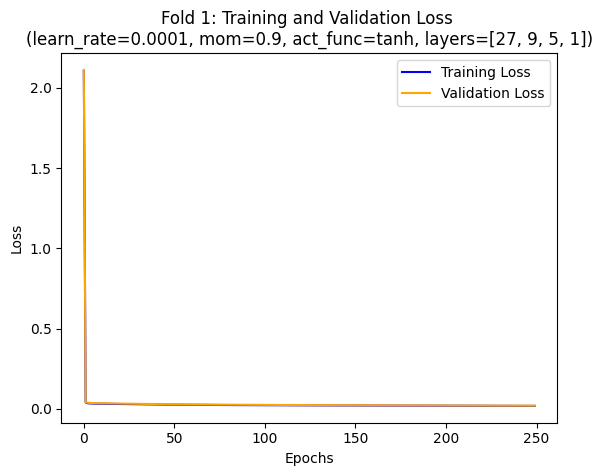 Fold 1: Training and Validation Loss
(learn_rate=0.0001, mom=0.9, act_func=tanh, layers=[27, 9, 5, 1])
Training Loss
Validation Loss
2.0
1.5
1.0
0.5
0.0
Loss
0 50 100 150 200 250
Epochs